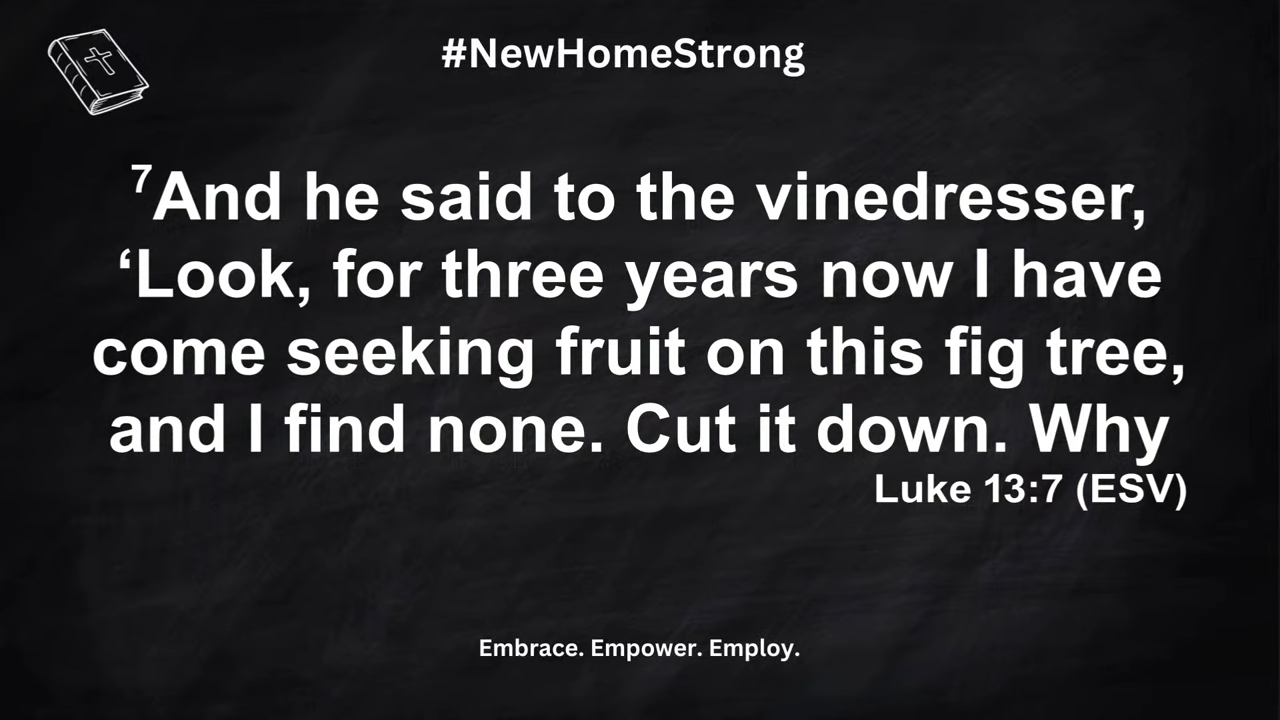 #NewHomeStrong
⁷And he said to the vinedresser,
‘Look, for three years now I have
come seeking fruit on this fig tree,
and I find none. Cut it down. Why
Luke 13:7 (ESV)
Embrace. Empower. Employ.